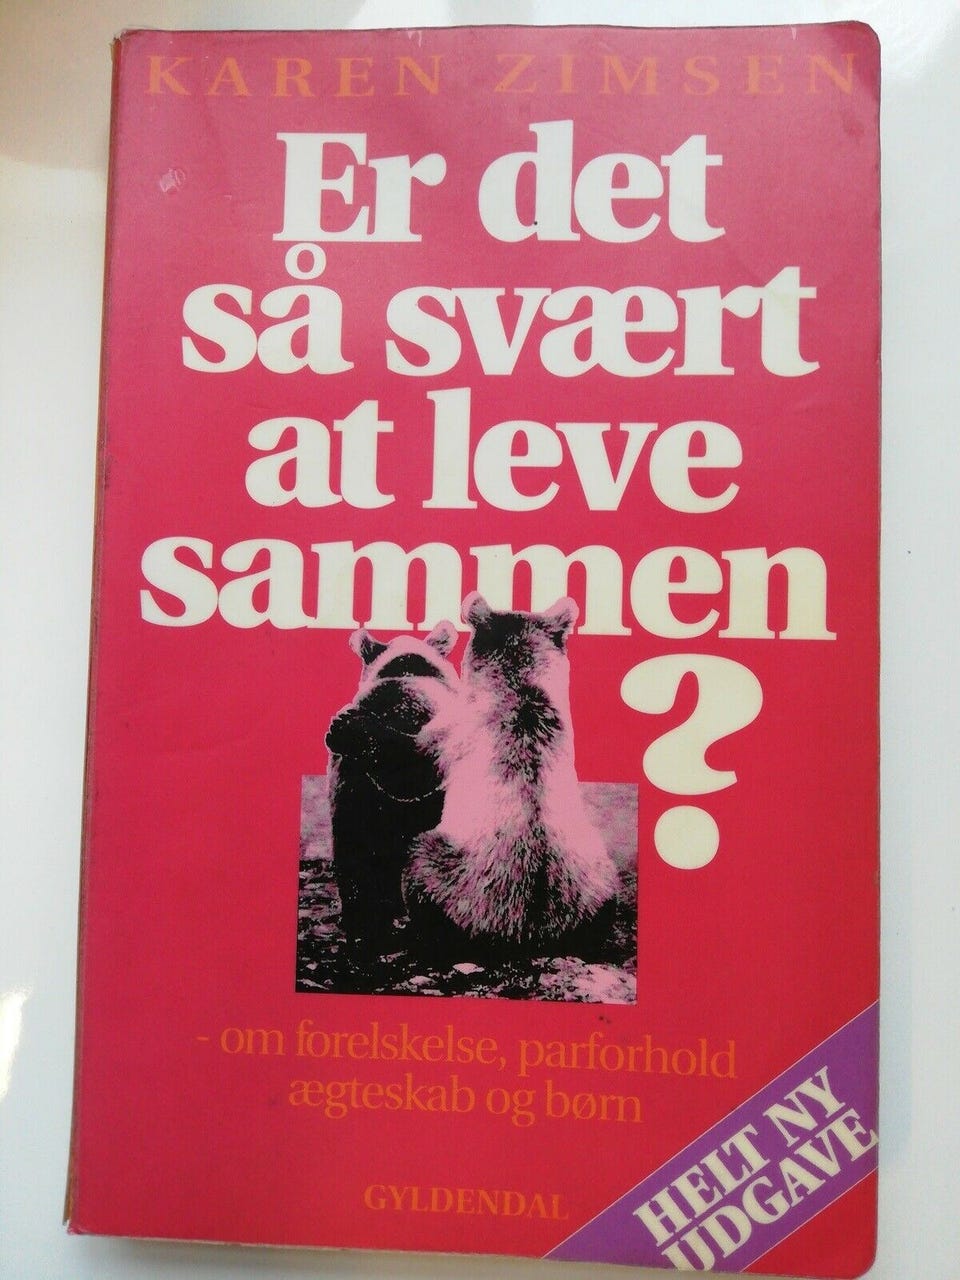 KAREN ZIMSEN
Er det
så svært
at leve
sammen
?
- om forelskelse, parforhold
ægteskab og børn
GYLDENDAL
HELT NY
UDGAVE